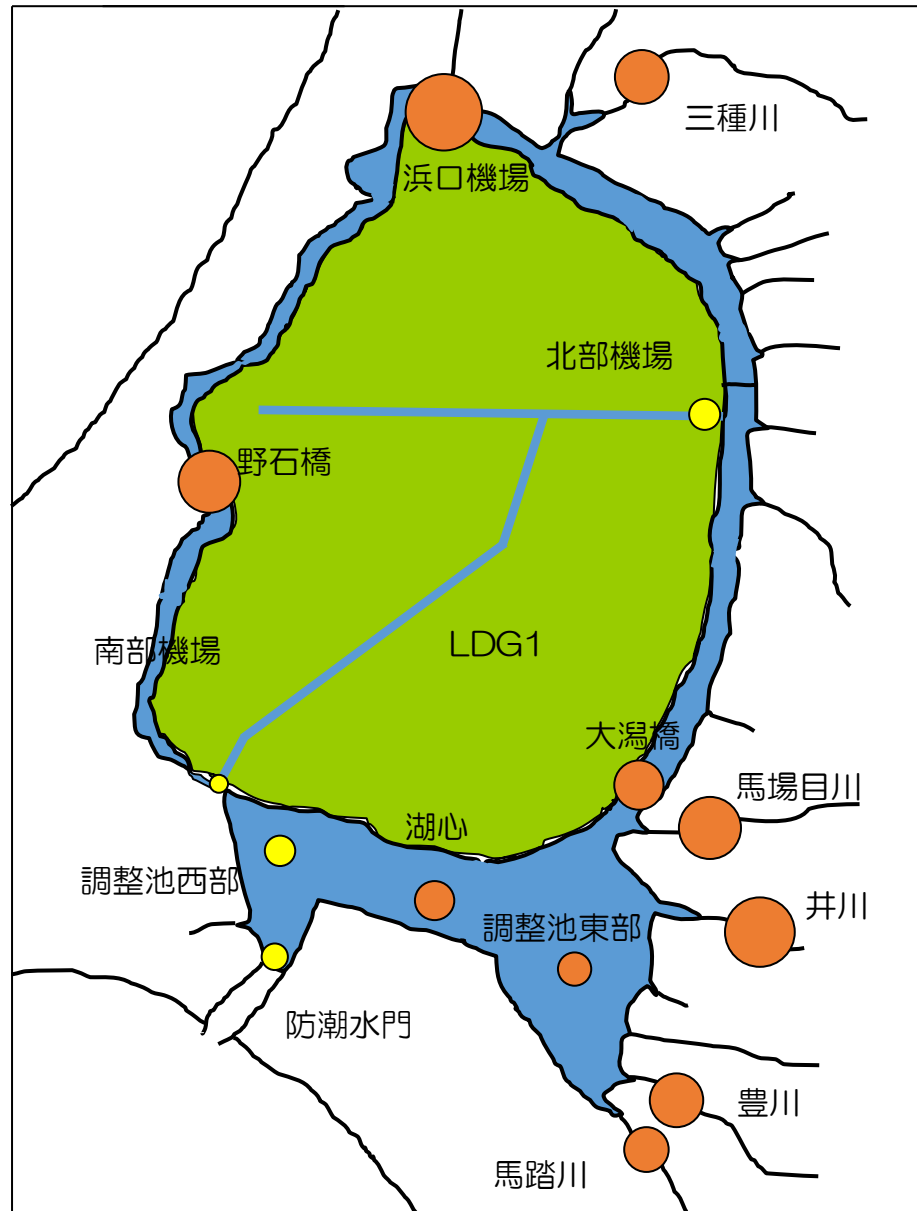 三種川
浜口機場
北部機場
野石橋
南部機場
LDG1
大潟橋
馬場目川
湖心
調整池西部
井川
調整池東部
防潮水門
豊川
馬踏川